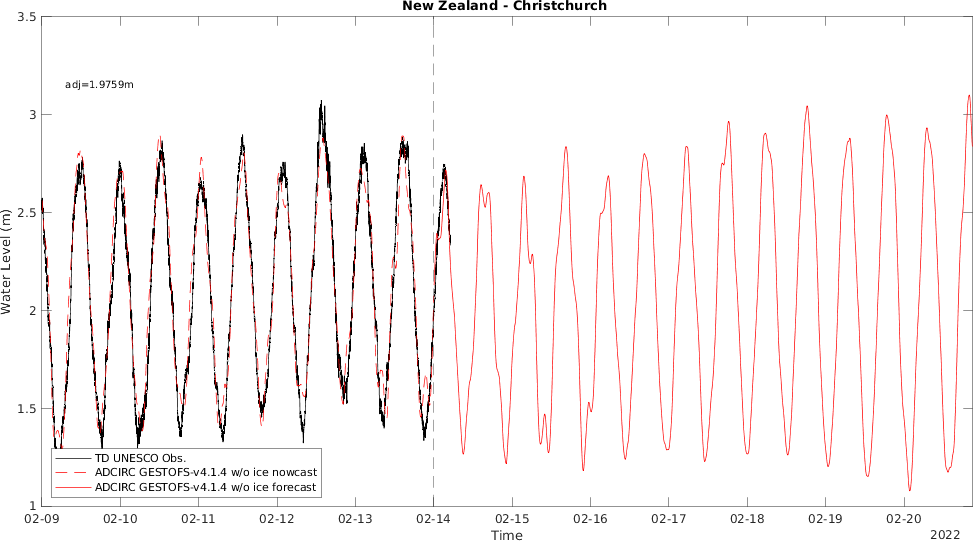 New Zealand - Christchurch
3.5
adj=1.9759m
3
2.5
Water Level (m)
2
1.5
TD UNESCO Obs.
ADCIRC GESTOFS-v4.1.4 w/o ice nowcast
ADCIRC GESTOFS-v4.1.4 w/o ice forecast
1
02-09 02-10 02-11 02-12 02-13 02-14 02-15 02-16 02-17 02-18 02-19 02-20
Time
2022